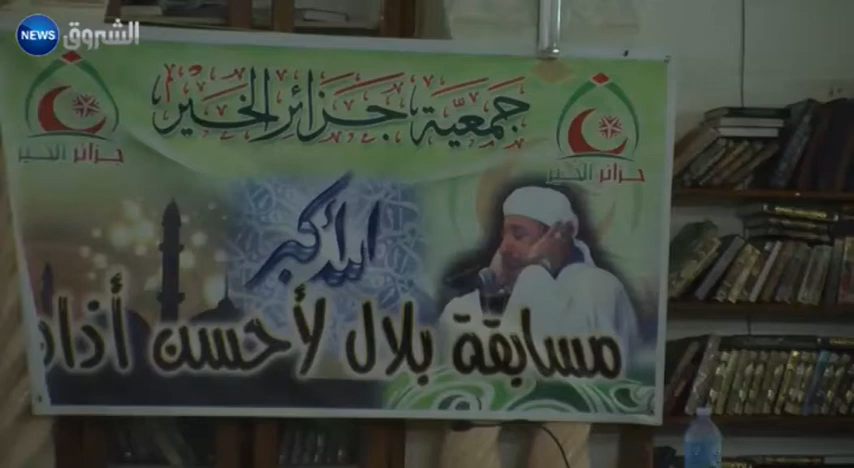 NEWS الشروق
جمعية جزائر الخير
جزائر الخير
جزائر الخير
الله أكبر
مسابقة بلال لأحسن أذان